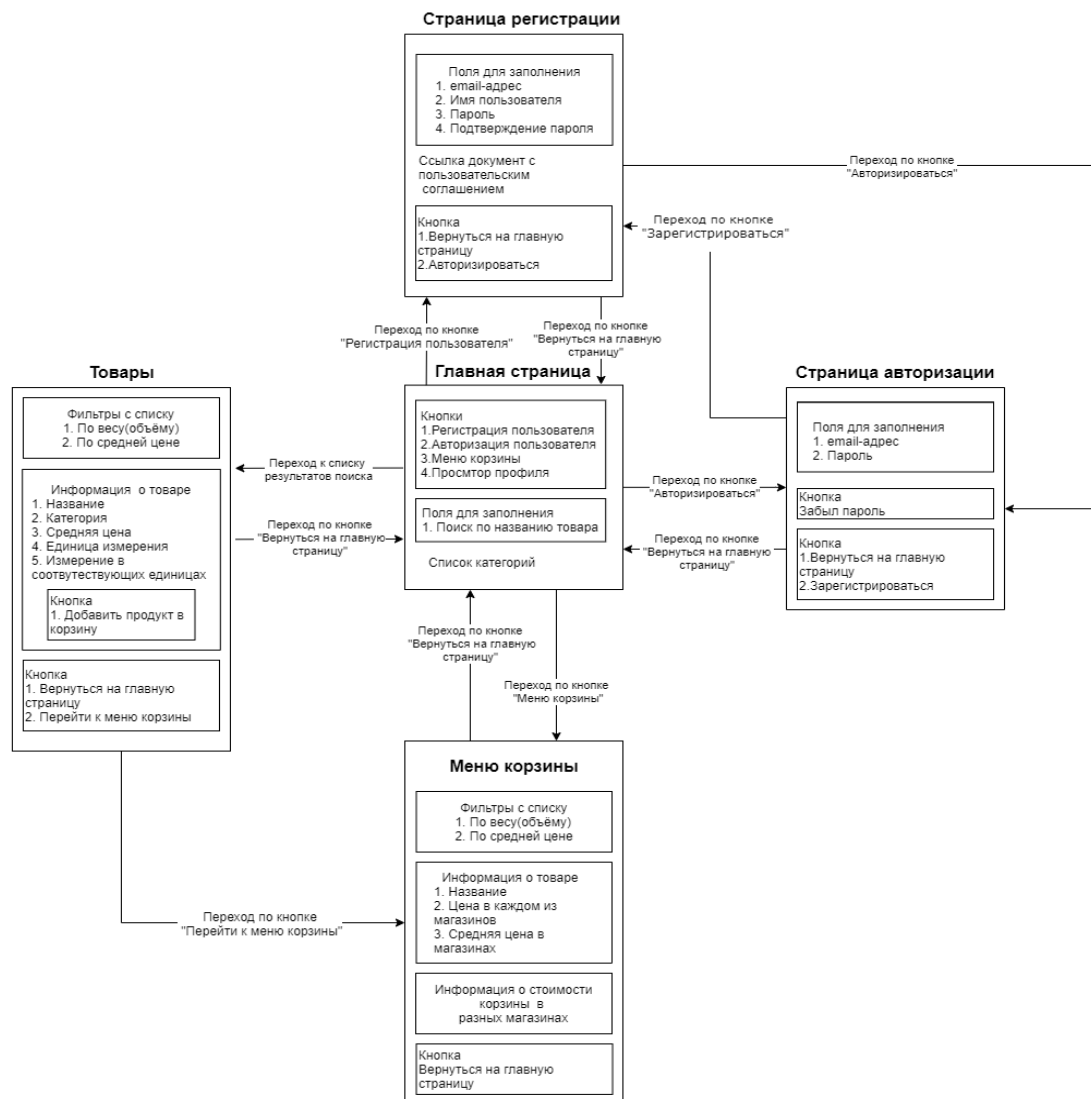 Страница регистрации
Поля для заполнения
1. email-адрес
2. Имя пользователя
3. Пароль
4. Подтверждение пароля
Ссылка документ с
пользовательским
соглашением
Кнопка
1.Вернуться на главную
страницу
2.Авторизироваться
Переход по кнопке
"Авторизироваться"
Переход по кнопке
"Зарегистрироваться"
Переход по кнопке
"Регистрация пользователя"
Переход по кнопке
"Вернуться на главную
страницу"
Товары
Фильтры с списку
1. По весу(объёму)
2. По средней цене
Информация о товаре
1. Название
2. Категория
3. Средняя цена
4. Единица измерения
5. Измерение в
соотвутествующих единицах
Кнопка
1. Добавить продукт в
корзину
Кнопка
1. Вернуться на главную
страницу
2. Перейти к меню корзины
Переход к списку
результатов поиска
Переход по кнопке
"Вернуться на главную
страницу"
Главная страница
Кнопки
1.Регистрация пользователя
2.Авторизация пользователя
3.Меню корзины
4.Просмтор профиля
Поля для заполнения
1. Поиск по названию товара
Список категорий
Переход по кнопке
"Авторизироваться"
Переход по кнопке
"Вернуться на главную
страницу"
Страница авторизации
Поля для заполнения
1. email-адрес
2. Пароль
Кнопка
Забыл пароль
Кнопка
1.Вернуться на главную
страницу
2.Зарегистрироваться
Переход по кнопке
"Вернуться на главную
страницу"
Переход по кнопке
"Меню корзины"
Переход по кнопке
"Перейти к меню корзины"
Меню корзины
Фильтры с списку
1. По весу(объёму)
2. По средней цене
Информация о товаре
1. Название
2. Цена в каждом из
магазинов
3. Средняя цена в
магазинах
Информация о стоимости
корзины в
разных магазинах
Кнопка
Вернуться на главную
страницу